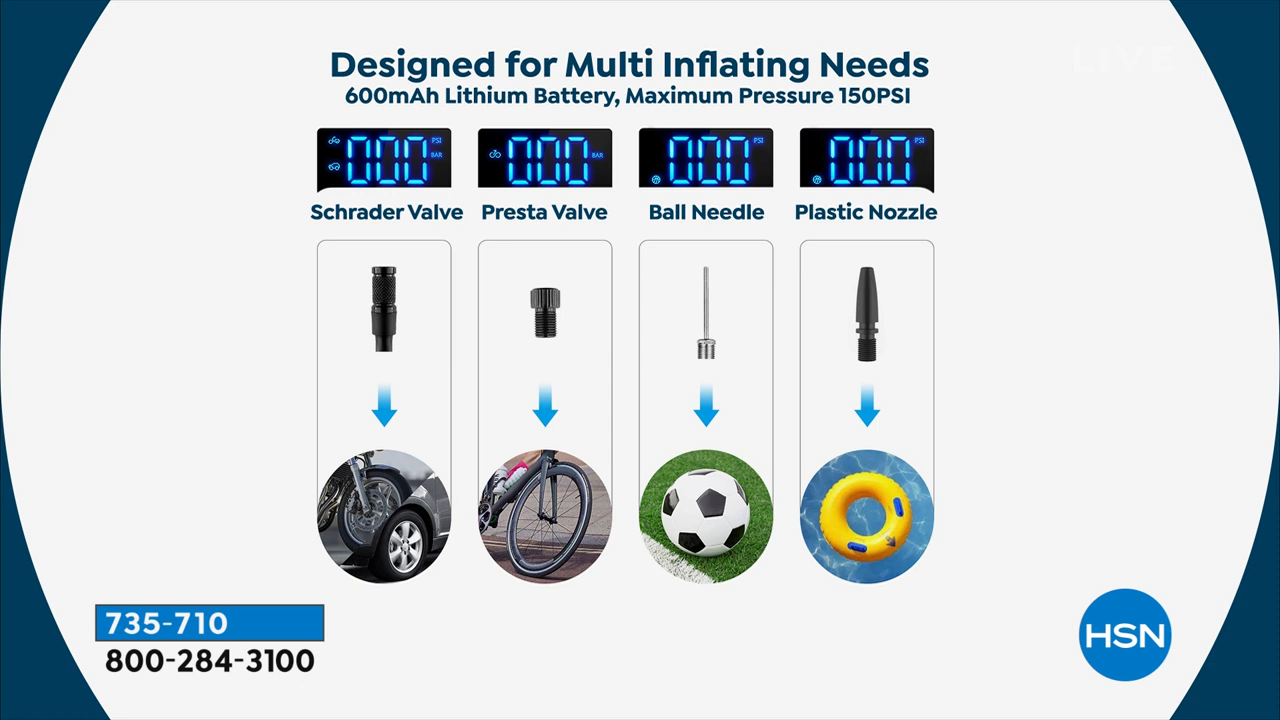 LIVE
Designed for Multi Inflating Needs
600mAh Lithium Battery, Maximum Pressure 150PSI
000 PSI BAR
000 BAR
000 PSI
000 PSI
Schrader Valve
Presta Valve
Ball Needle
Plastic Nozzle
735-710
800-284-3100
HSN